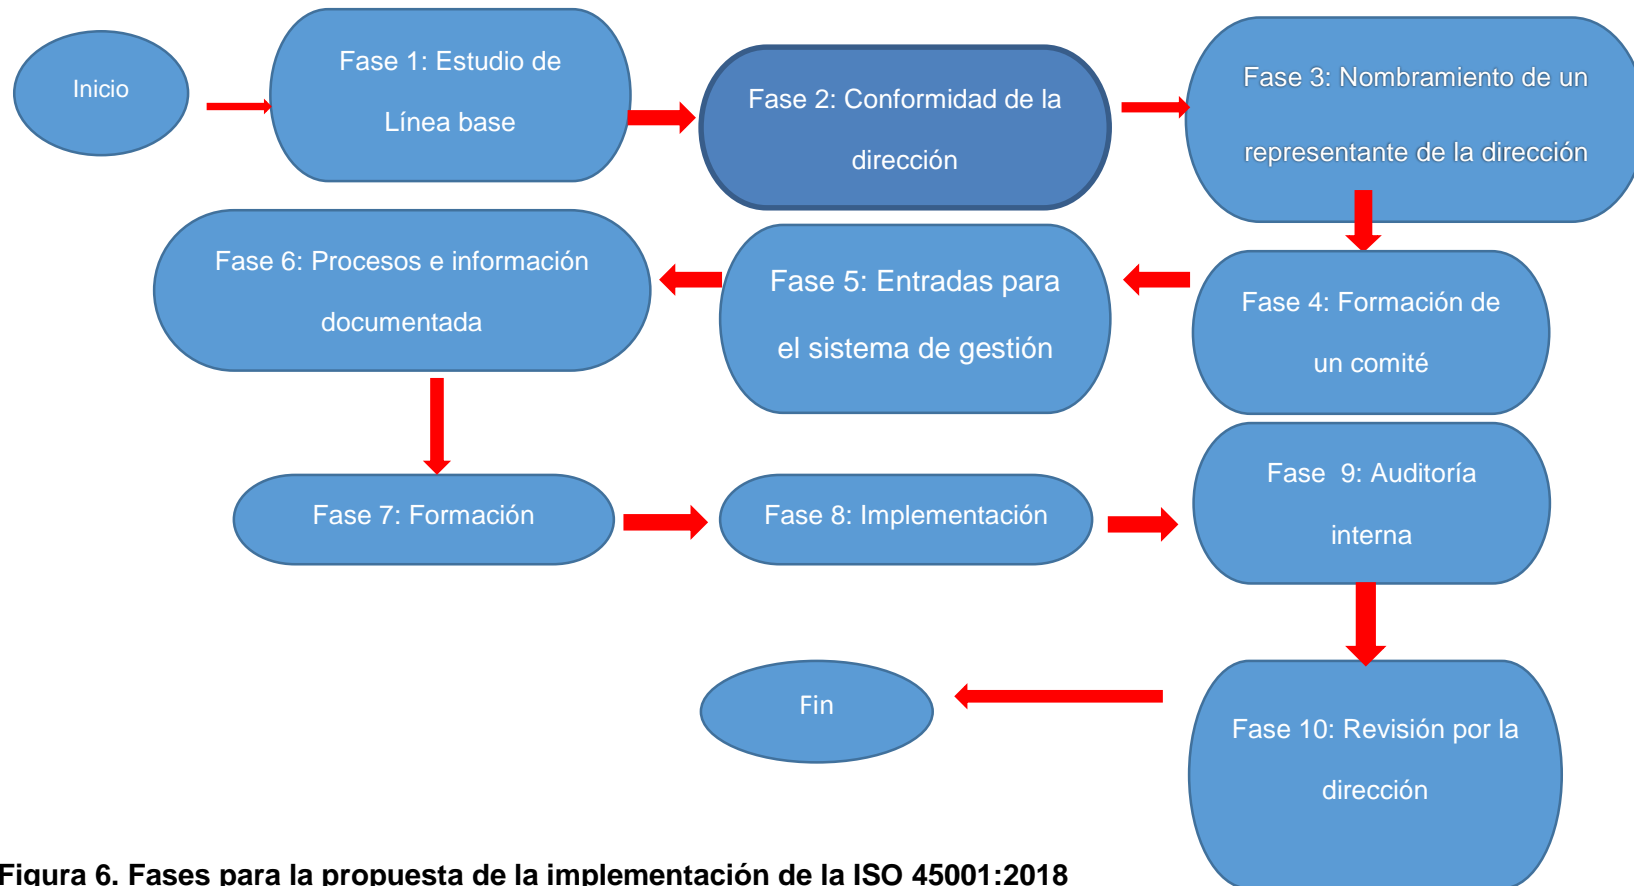 Inicio
Fase 1: Estudio de
Línea base
Fase 2: Conformidad de la
dirección
Fase 3: Nombramiento de un
representante de la dirección
Fase 4: Formación de
un comité
Fase 5: Entradas para
el sistema de gestión
Fase 6: Procesos e información
documentada
Fase 7: Formación
Fase 8: Implementación
Fase  9: Auditoría
interna
Fase 10: Revisión por la
dirección
Fin
Figura 6. Fases para la propuesta de la implementación de la ISO 45001:2018